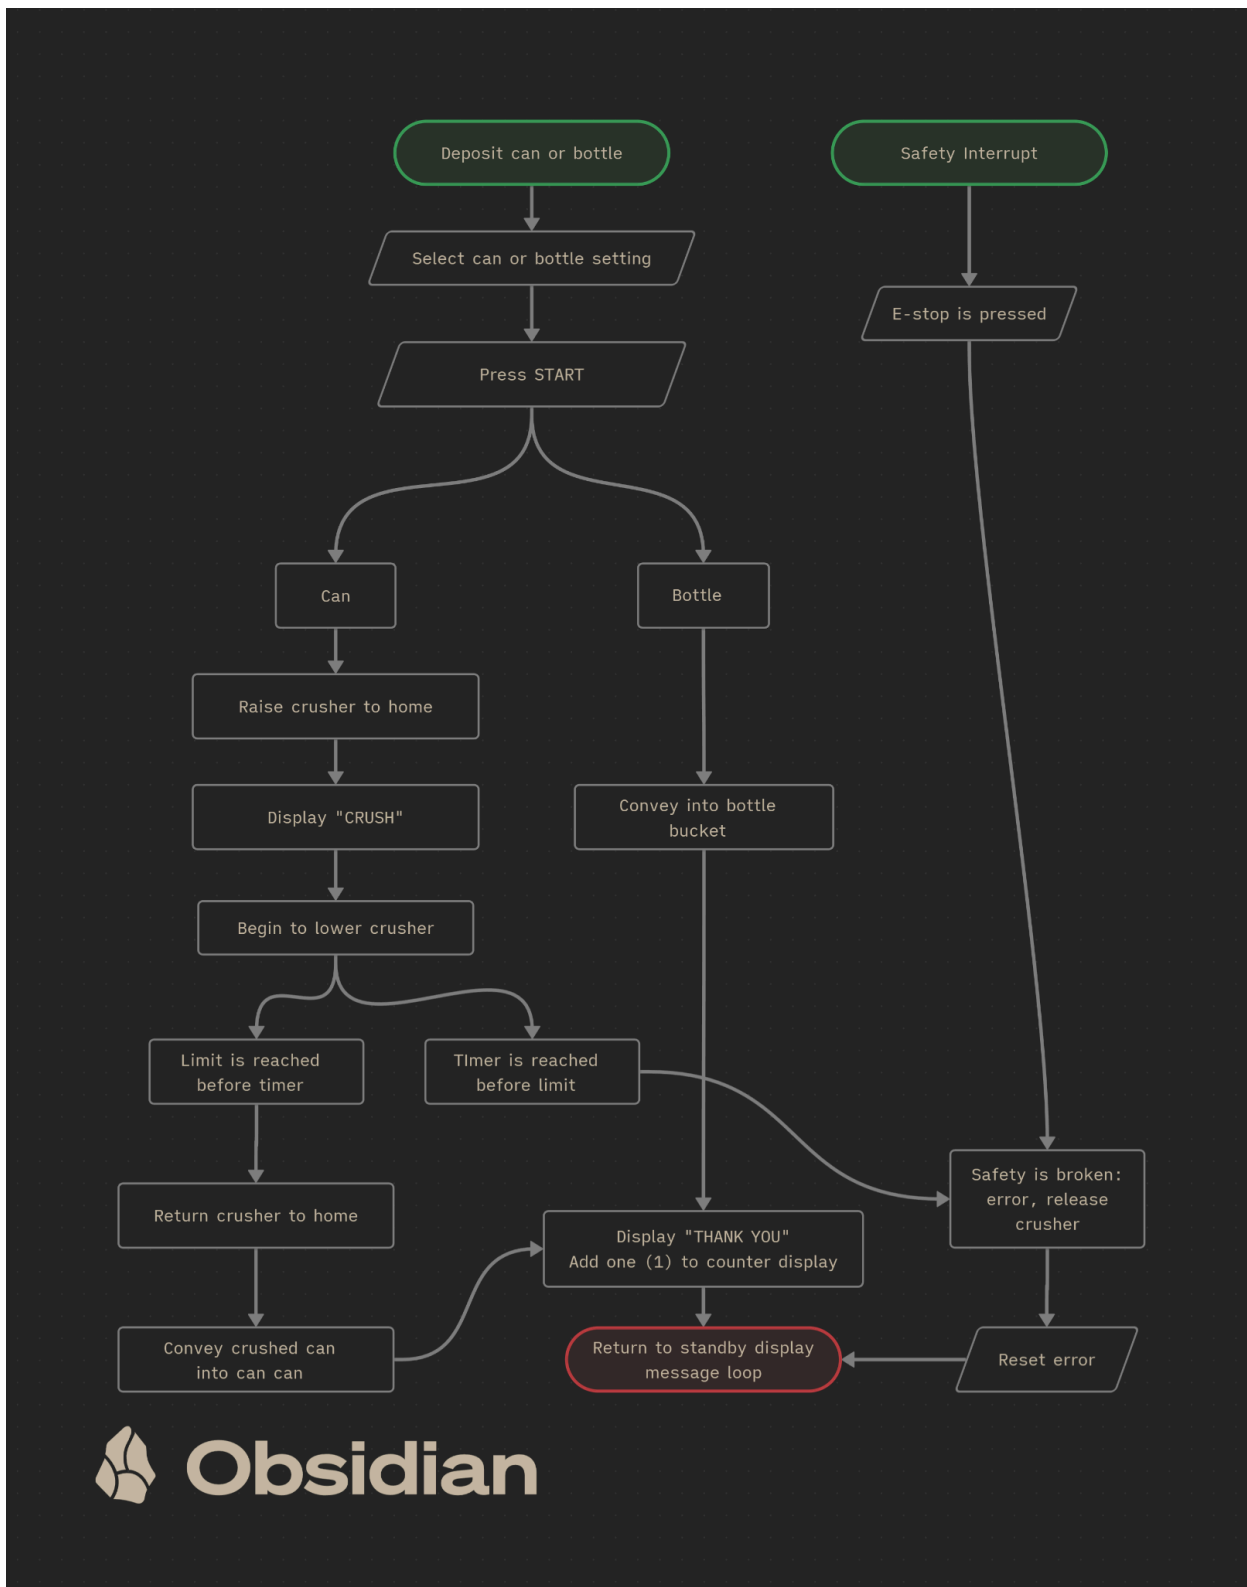 Deposit can or bottle
Safety Interrupt
Select can or bottle setting
E-stop is pressed
Press START
Can
Bottle
Raise crusher to home
Display "CRUSH"
Convey into bottle
bucket
Begin to lower crusher
Limit is reached
before timer
TImer is reached
before limit
Safety is broken:
error, release
crusher
Return crusher to home
Display "THANK YOU"
Add one (1) to counter display
Convey crushed can
into can can
Return to standby display
message loop
Reset error
Obsidian